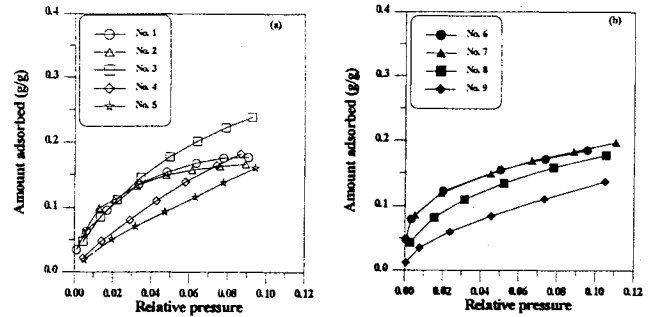 (a)
No. 1
No. 2
No. 3
No. 4
No. 5
Amount adsorbed (g/g)
0.4
0.3
0.2
0.1
0.0
0.00 0.02 0.04 0.06 0.08 0.10 0.12
Relative pressure
(b)
No. 6
No. 7
No. 8
No. 9
Amount adsorbed (g/g)
0.4
0.3
0.2
0.1
0.0
0.00 0.02 0.04 0.06 0.08 0.10 0.12
Relative pressure